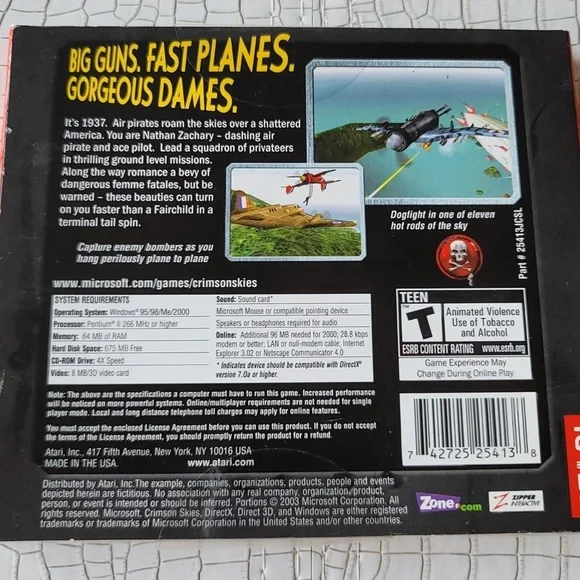 BIG GUNS. FAST PLANES.
GORGEOUS DAMES.
It's 1937. Air pirates roam the skies over a shattered
America. You are Nathan Zachary – dashing air
pirate and ace pilot. Lead a squadron of privateers
in thrilling ground level missions.
Along the way romance a bevy of
dangerous femme fatales, but be
warned – these beauties can turn
on you faster than a Fairchild in a
terminal tail spin.
Capture enemy bombers as you
hang perilously plane to plane
Dogfight in one of eleven
hot rods of the sky
Part # 25413JCSL
www.microsoft.com/games/crimsonskies
SYSTEM REQUIREMENTS
Operating System: Windows® 95/98/Me/2000
Processor: Pentium® II 266 MHz or higher
Memory: 64 MB of RAM
Hard Disk Space: 675 MB Free
CD-ROM Drive: 4X Speed
Video: 8 MB/3D video card
Sound: Sound card*
Microsoft Mouse or compatible pointing device
Speakers or headphones required for audio
Online: Additional 96 MB needed for 2000; 28.8 kbps
modem or better; LAN or null-modem cable; Internet
Explorer 3.02 or Netscape Communicator 4.0
* Indicates device should be compatible with DirectX®
version 7.0a or higher.
Note: The above are the specifications a computer must have to run this game. Increased performance
will be noticed on more powerful systems. Online/multiplayer requirements are not needed for single
player mode. Local and long distance telephone toll charges may apply for online features.
You must accept the enclosed License Agreement before you can use this product. If you do not accept
the terms of the License Agreement, you should promptly return the product for a refund.
Atari, Inc., 417 Fifth Avenue, New York, NY 10016 USA
MADE IN THE USA. www.atari.com
TEEN
T
ESRB
Animated Violence
Use of Tobacco
and Alcohol
ESRB CONTENT RATING www.esrb.org
Game Experience May
Change During Online Play
7 42725 25413 8
Distributed by Atari, Inc. The example, companies, organizations, products, people and events
depicted herein are fictitious. No association with any real company, organization, product,
person, or event is intended or should be inferred. Portions © 2003 Microsoft Corporation. All
rights reserved. Microsoft, Crimson Skies, DirectX, Direct 3D, and Windows are either registered
trademarks or trademarks of Microsoft Corporation in the United States and/or other countries.
Zone.com
ZIPPER
INTERACTIVE